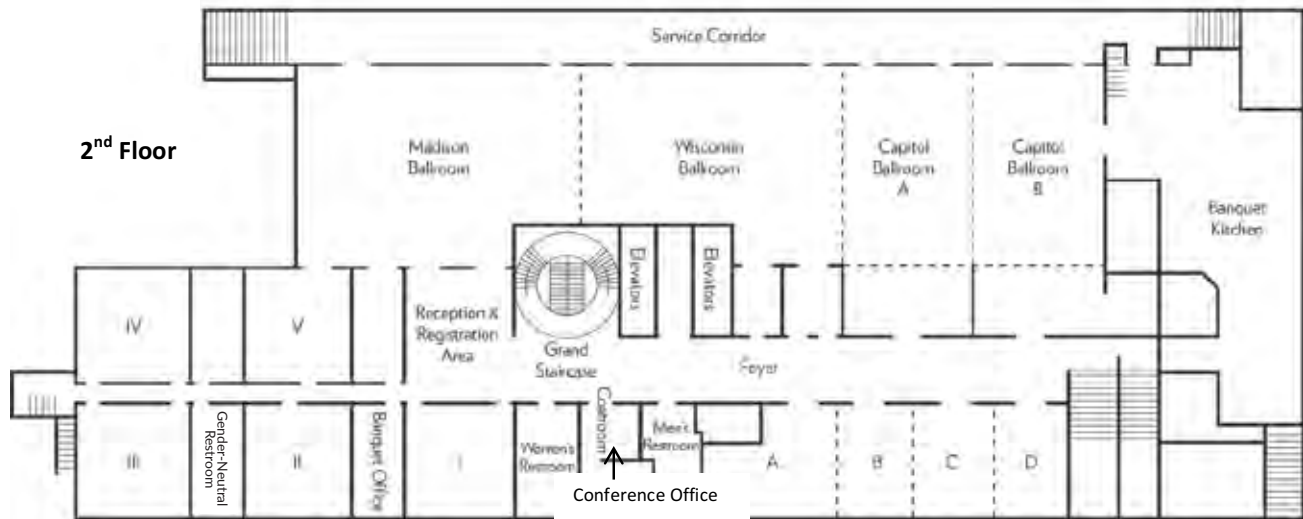 Service Corridor
2nd Floor
Madison
Ballroom
Wisconsin
Ballroom
Capitol
Ballroom
A
Capitol
Ballroom
B
Banquet
Kitchen
Elevators
Elevators
IV
V
Reception &
Registration
Area
Grand
Staircase
Foyer
III
Gender-Neutral
Restroom
II
Banquet Office
I
Women's
Restroom
Coatroom
Men's
Restroom
A
B
C
D
Conference Office